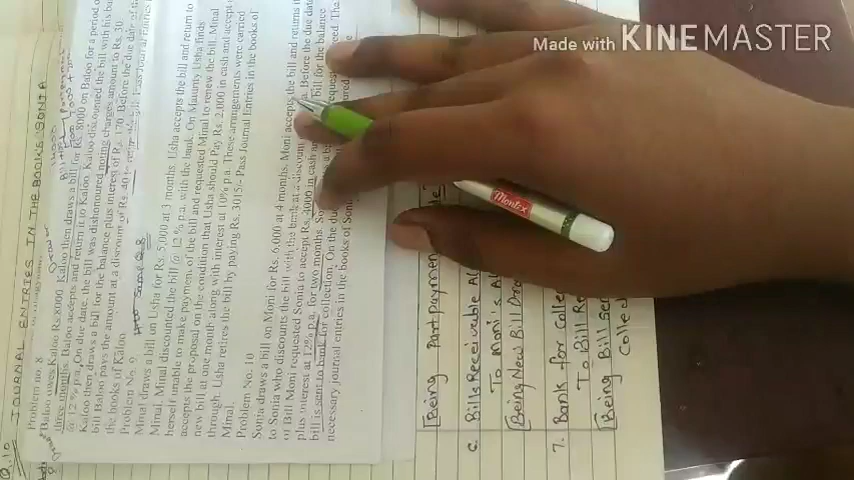 Made with KINEMASTER
Q.10 JOURNAL ENTRIES IN THE BOOKS SONIA
Problem no. 8
Baloo owes Kaloo Rs.8000 Kaloo then draws a bill for Rs. 8000 on Baloo for a period of
three months. Baloo accepts and return it to Kaloo. Kaloo discounted the bill with his
@ 12 % p.a. On due date, the bill was dishonoured noting charges amount to Rs. 30
Kaloo then draws a bill for the balance plus interest of Rs. 170 Before the due date of the
bill Baloo pays the amount at a discount of Rs. 40
the books of Kaloo
Problem No. 9
Minal draws a bill on Usha for Rs. 5,000 at 3 months. Usha accepts the bill and return to
Minal. Minal discounted the bill @ 12 % p.a. with the bank. On Maturity Usha finds
herself unable to make payment of the bill and requested Minal to renew the bill. Minal
accepts the proposal on the condition that Usha should Pay Rs. 2,000 in cash and accept
new bill at one month along with interest at 10% p.a. These arrangements were carried
through. Usha retires the bill by paying Rs. 3015/- Pass Journal Entries in the books of
Minal.
Problem No. 10
Sonia draws a bill on Moni for Rs. 6,000 at 4 months. Moni accepts the bill and returns
to Sonia who discounts the bill with the bank at a discount Before the due date
of Bill Moni requested Sonia to accept Rs. in cash and bill for the balance
plus interest at 12% p.a. for two months.
bill is sent to bank for collection. On the due
necessary journal entries in the books of Sonia
[Being Part payment
Bills Receivable A/
To Moni's A
[Being New Bill Dra
7. Bank for Colle
To Bill Re
[Being Bill Sen
Collec
Montex